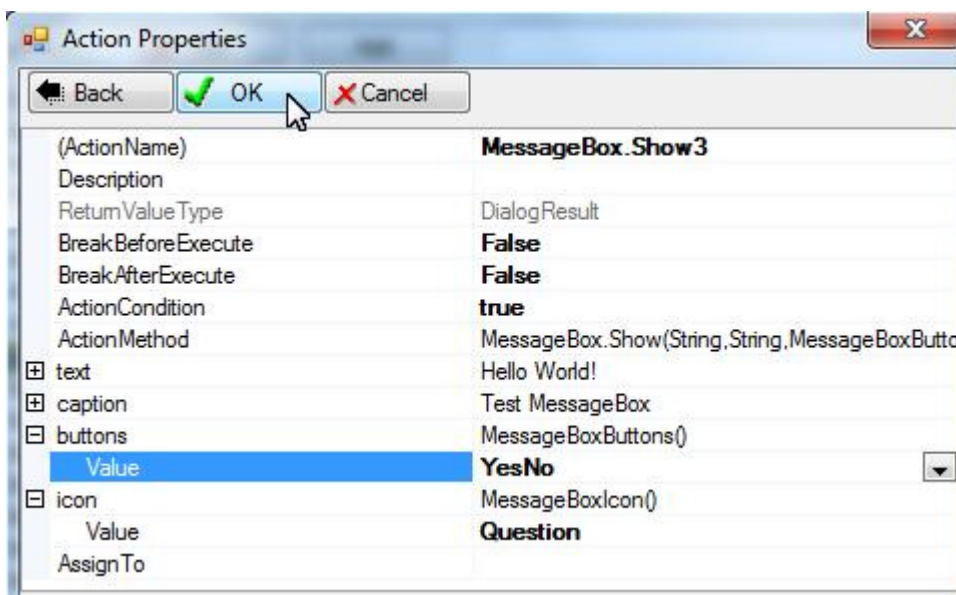 Action Properties
Back OK Cancel
(ActionName) MessageBox.Show3
Description
ReturnValueType DialogResult
BreakBeforeExecute False
BreakAfterExecute False
ActionCondition true
ActionMethod MessageBox.Show(String,String,MessageBoxButto
text Hello World!
caption Test MessageBox
buttons MessageBoxButtons()
Value YesNo
icon MessageBoxIcon()
Value Question
AssignTo